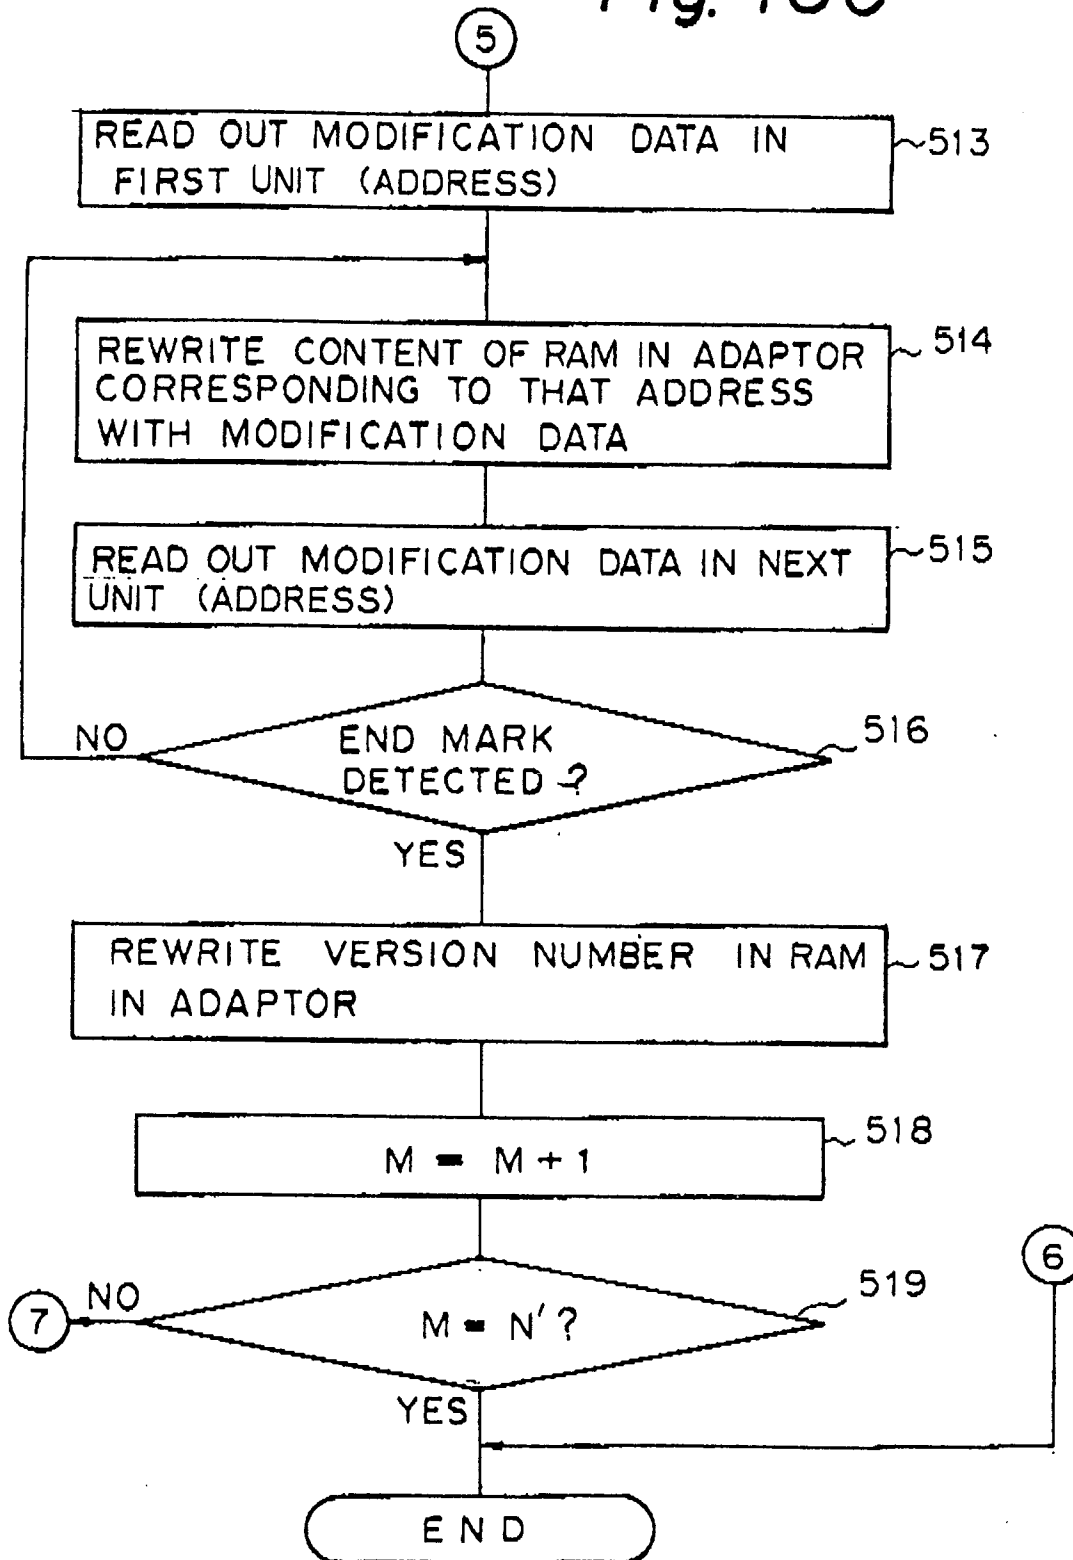 5
READ OUT MODIFICATION DATA IN
FIRST UNIT (ADDRESS)
513
REWRITE CONTENT OF RAM IN ADAPTOR
CORRESPONDING TO THAT ADDRESS
WITH MODIFICATION DATA
514
READ OUT MODIFICATION DATA IN NEXT
UNIT (ADDRESS)
515
NO
END MARK
DETECTED ?
516
YES
REWRITE VERSION NUMBER IN RAM
IN ADAPTOR
517
M = M + 1
518
6
7
NO
M = N' ?
519
YES
END